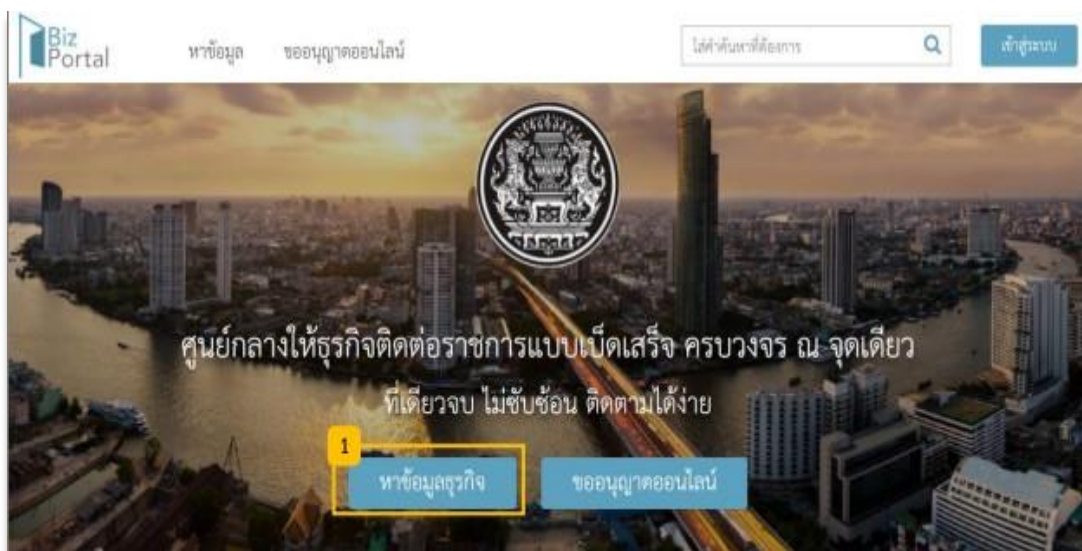 Biz
Portal
หาข้อมูล
ขออนุญาตออนไลน์
ใส่คำค้นหาที่ต้องการ
เข้าสู่ระบบ
ศูนย์กลางให้ธุรกิจติดต่อราชการแบบเบ็ดเสร็จ ครบวงจร ณ จุดเดียว
ที่เดียวจบ ไม่ซับซ้อน ติดตามได้ง่าย
1
หาข้อมูลธุรกิจ
ขออนุญาตออนไลน์